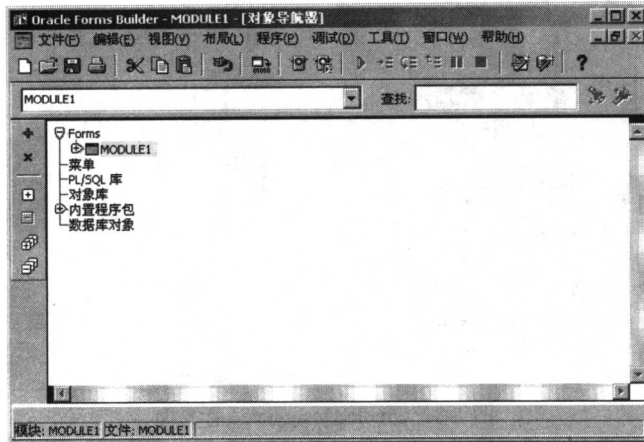 Oracle Forms Builder - MODULE1 - [对象导航器]
文件(F) 编辑(E) 视图(V) 布局(L) 程序(P) 调试(D) 工具(T) 窗口(W) 帮助(H)
MODULE1 查找:
Forms
MODULE1
菜单
PL/SQL 库
对象库
内置程序包
数据库对象
模块: MODULE1 文件: MODULE1